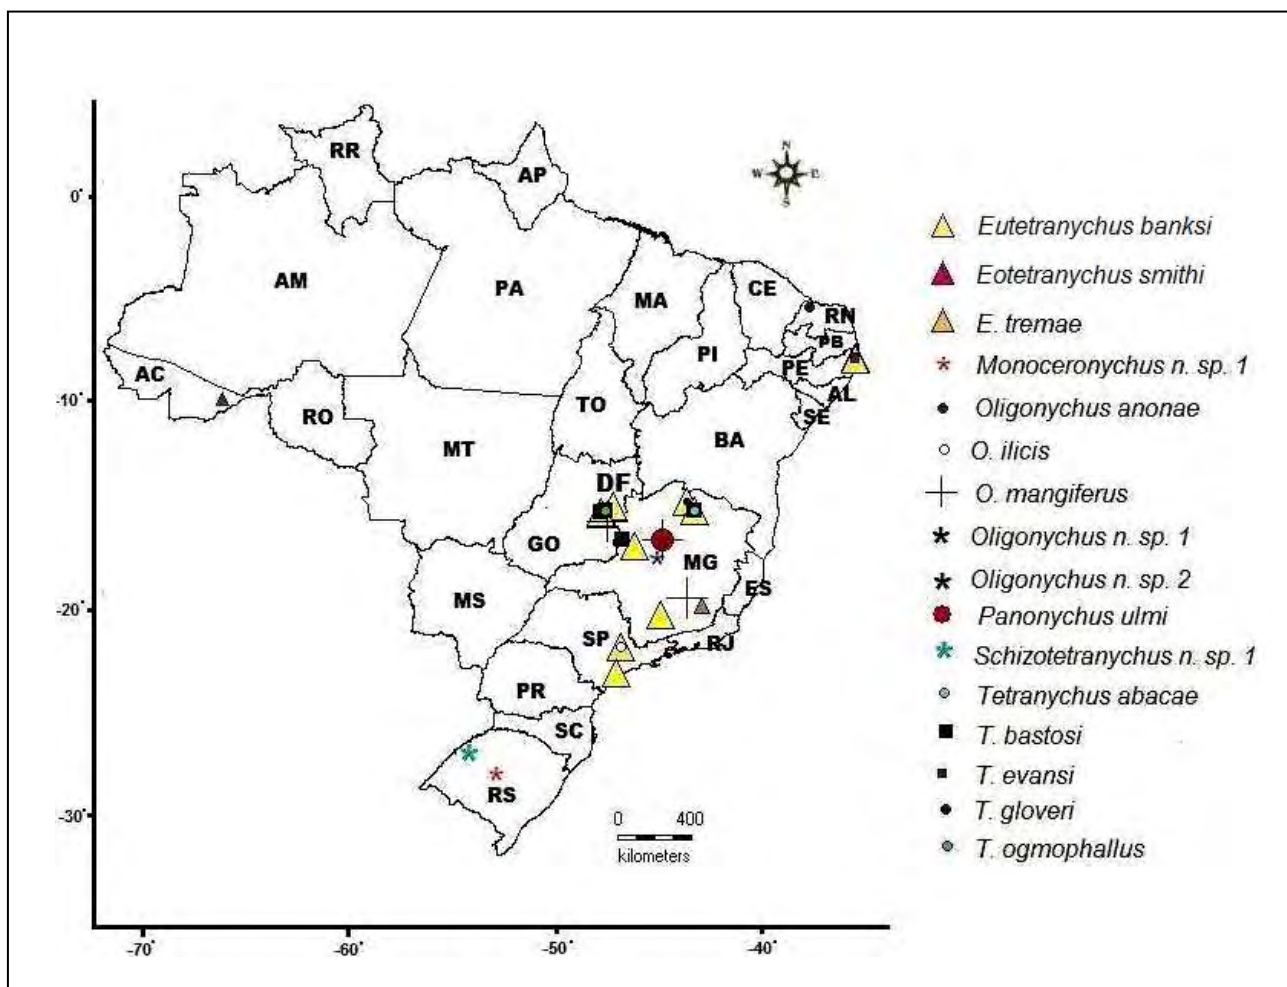 N
W E
S
RR
AP
0°
AM
PA
MA
CE
RN
PB
PI
PE
AC
AL
-10°
RO
TO
SE
MT
BA
DF
GO
MG
MS
ES
-20°
SP
RJ
PR
SC
RS
-30°
0 400
kilometers
-70° -60° -50° -40°
Eutetranychus banksi
Eotetranychus smithi
E. tremae
Monoceronychus n. sp. 1
Oligonychus anonae
O. ilicis
O. mangiferus
Oligonychus n. sp. 1
Oligonychus n. sp. 2
Panonychus ulmi
Schizotetranychus n. sp. 1
Tetranychus abacae
T. bastosi
T. evansi
T. gloveri
T. ogmophallus